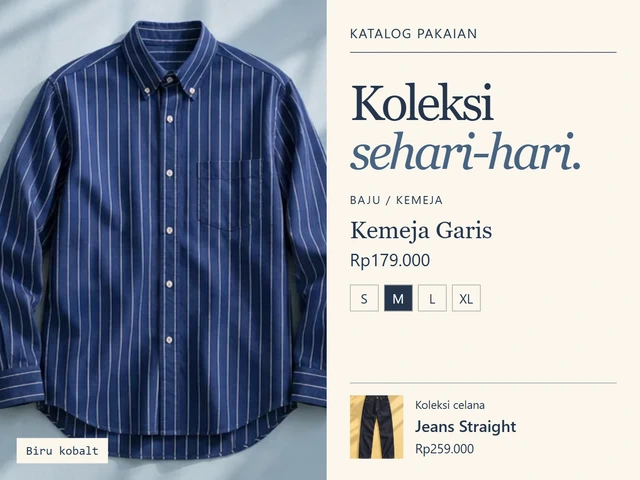 KATALOG PAKAIAN
Koleksi
sehari-hari.
BAJU / KEMEJA
Kemeja Garis
Rp179.000
S M L XL
Koleksi celana
Jeans Straight
Rp259.000
Biru kobalt